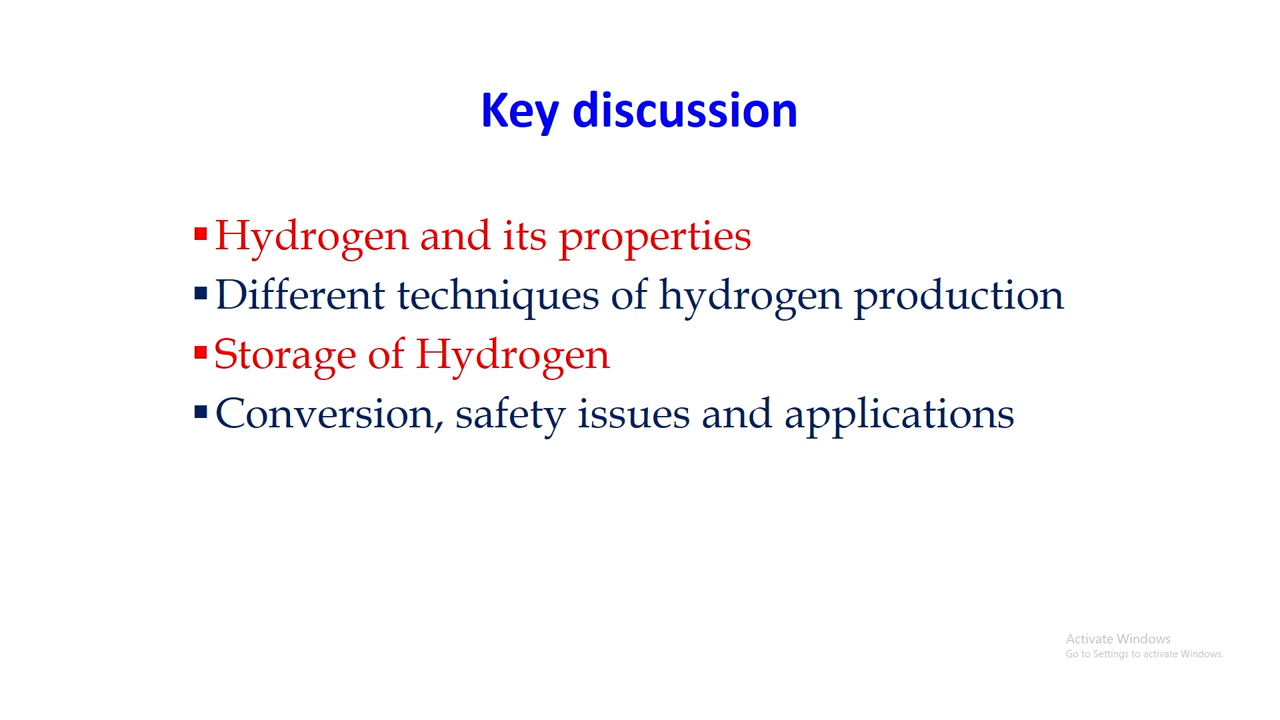 Key discussion
▪Hydrogen and its properties
▪Different techniques of hydrogen production
▪Storage of Hydrogen
▪Conversion, safety issues and applications
Activate Windows
Go to Settings to activate Windows.